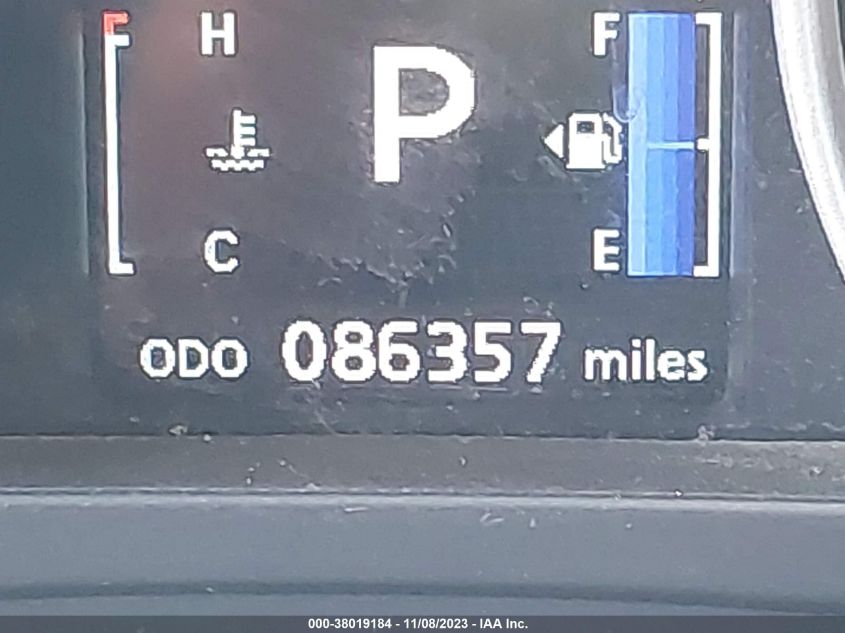 H P F
C E
ODO 086357 miles
000-38019184 - 11/08/2023 - IAA Inc.